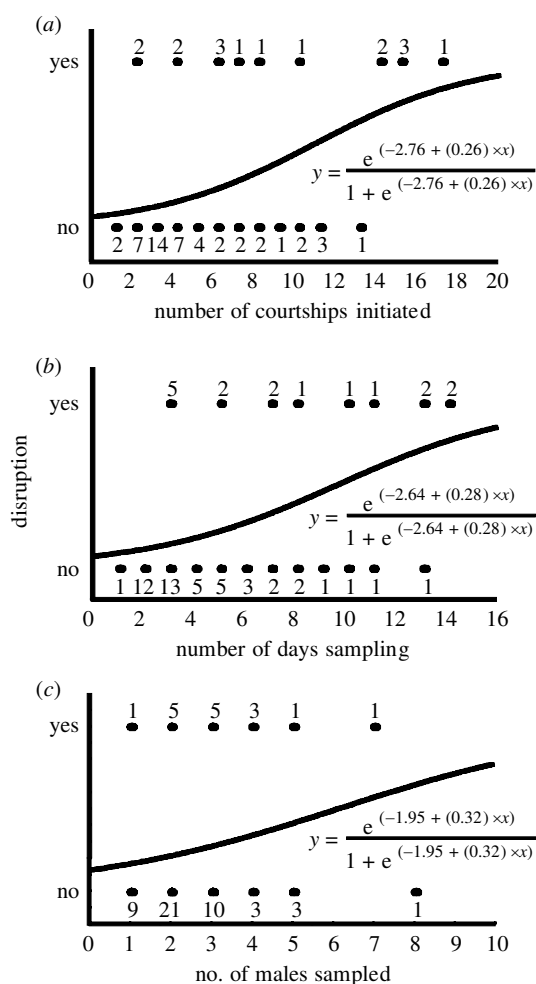 (a)
2 2 3 1 1 1 2 3 1
yes
y = e^(–2.76 + (0.26) ×x) / 1 + e^(–2.76 + (0.26) ×x)
no
2 7 14 7 4 2 2 2 1 2 3 1
0 2 4 6 8 10 12 14 16 18 20
number of courtships initiated
(b)
5 2 2 1 1 1 2 2
yes
disruption
y = e^(–2.64 + (0.28) ×x) / 1 + e^(–2.64 + (0.28) ×x)
no
1 12 13 5 5 3 2 2 1 1 1 1
0 2 4 6 8 10 12 14 16
number of days sampling
(c)
1 5 5 3 1 1
yes
y = e^(–1.95 + (0.32) ×x) / 1 + e^(–1.95 + (0.32) ×x)
no
9 21 10 3 3 1
0 1 2 3 4 5 6 7 8 9 10
no. of males sampled